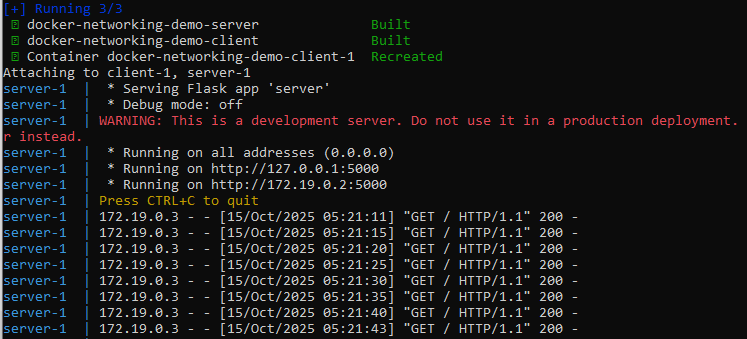 [+] Running 3/3
docker-networking-demo-server Built
docker-networking-demo-client Built
Container docker-networking-demo-client-1 Recreated
Attaching to client-1, server-1
server-1 | * Serving Flask app 'server'
server-1 | * Debug mode: off
server-1 | WARNING: This is a development server. Do not use it in a production deployment.
r instead.
server-1 | * Running on all addresses (0.0.0.0)
server-1 | * Running on http://127.0.0.1:5000
server-1 | * Running on http://172.19.0.2:5000
server-1 | Press CTRL+C to quit
server-1 | 172.19.0.3 - - [15/Oct/2025 05:21:11] "GET / HTTP/1.1" 200 -
server-1 | 172.19.0.3 - - [15/Oct/2025 05:21:15] "GET / HTTP/1.1" 200 -
server-1 | 172.19.0.3 - - [15/Oct/2025 05:21:20] "GET / HTTP/1.1" 200 -
server-1 | 172.19.0.3 - - [15/Oct/2025 05:21:25] "GET / HTTP/1.1" 200 -
server-1 | 172.19.0.3 - - [15/Oct/2025 05:21:30] "GET / HTTP/1.1" 200 -
server-1 | 172.19.0.3 - - [15/Oct/2025 05:21:35] "GET / HTTP/1.1" 200 -
server-1 | 172.19.0.3 - - [15/Oct/2025 05:21:40] "GET / HTTP/1.1" 200 -
server-1 | 172.19.0.3 - - [15/Oct/2025 05:21:43] "GET / HTTP/1.1" 200 -